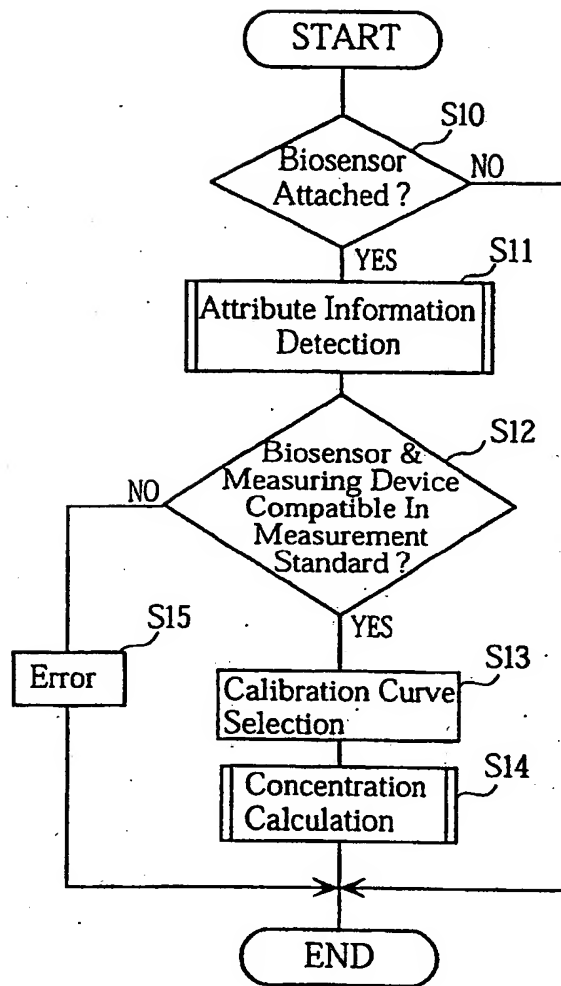 START
S10
Biosensor
Attached ?
NO
YES
S11
Attribute Information
Detection
S12
Biosensor &
Measuring Device
Compatible In
Measurement
Standard ?
NO
YES
S15
Error
S13
Calibration Curve
Selection
S14
Concentration
Calculation
END